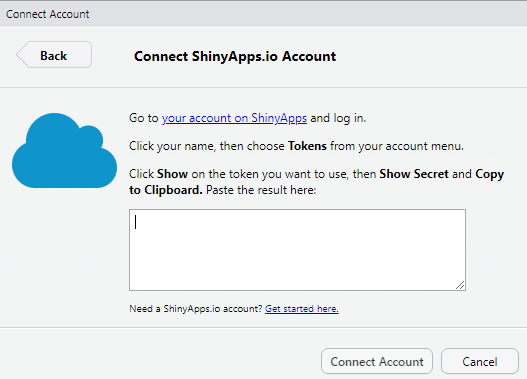 Connect Account
Back
Connect ShinyApps.io Account
Go to your account on ShinyApps and log in.
Click your name, then choose Tokens from your account menu.
Click Show on the token you want to use, then Show Secret and Copy
to Clipboard. Paste the result here:
Need a ShinyApps.io account? Get started here.
Connect Account
Cancel